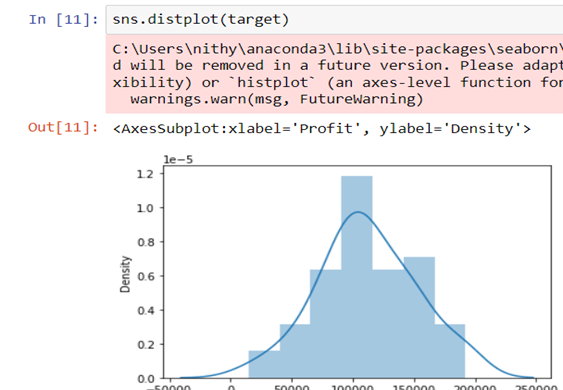 In [11]: sns.distplot(target)
C:\Users\nithy\anaconda3\lib\site-packages\seaborn\
d will be removed in a future version. Please adapt
xibility) or `histplot` (an axes-level function for
warnings.warn(msg, FutureWarning)
Out[11]: <AxesSubplot:xlabel='Profit', ylabel='Density'>
1e-5
1.2
1.0
0.8
0.6
0.4
0.2
0.0
Density
-50000 0 50000 100000 150000 200000 250000